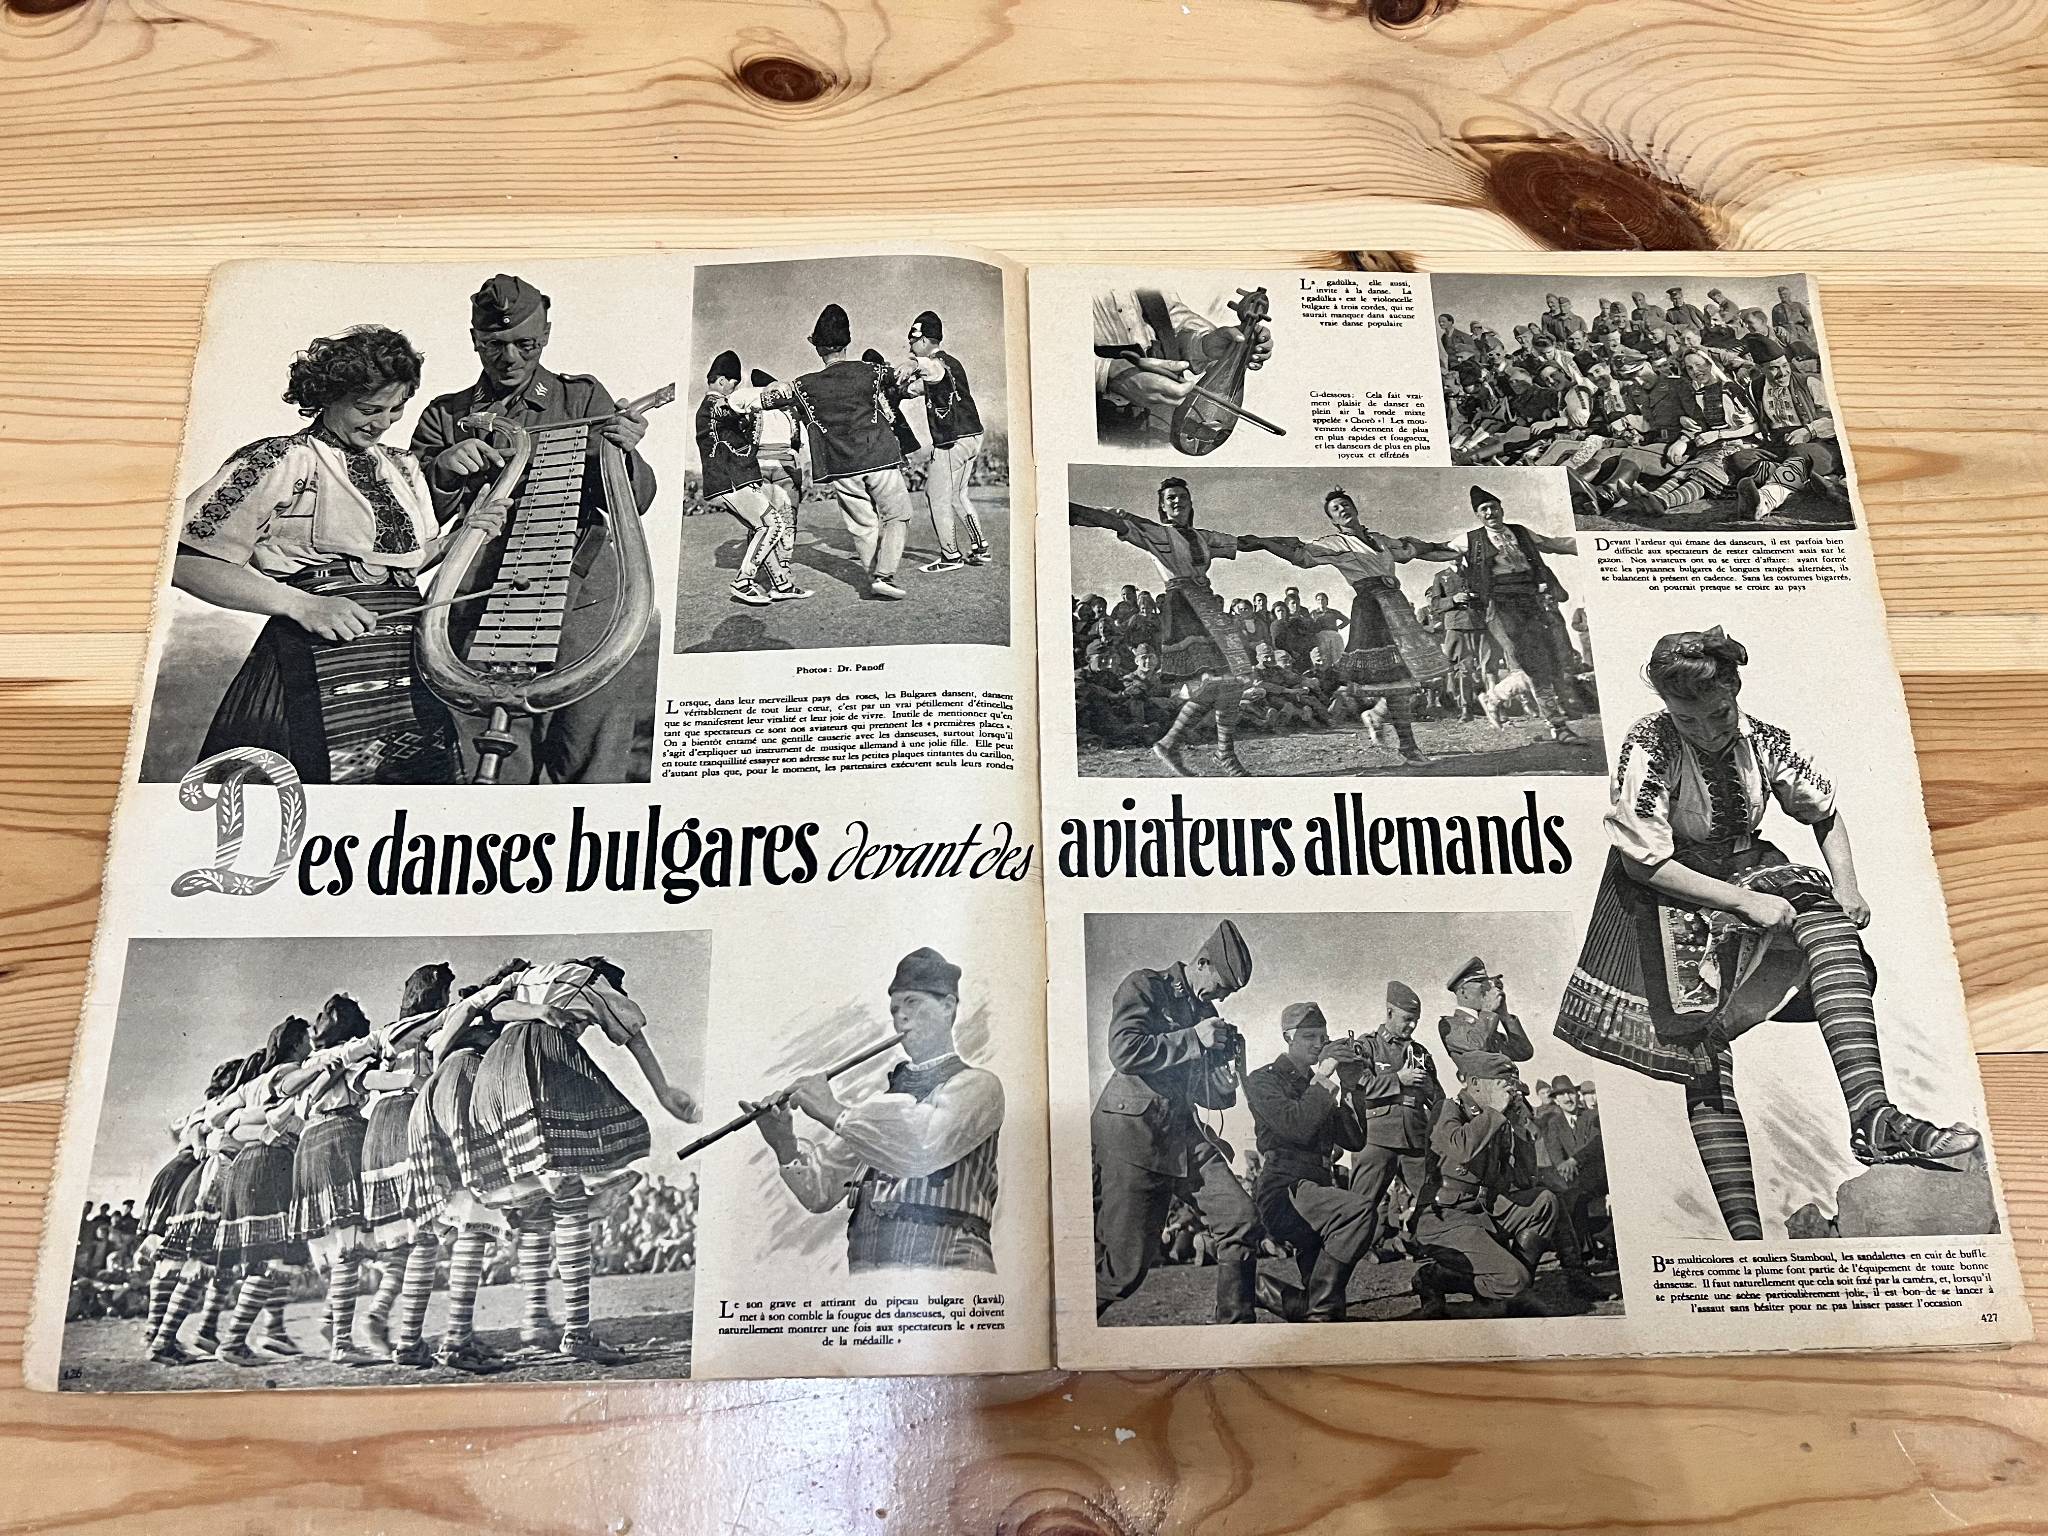 Photos: Dr. Panoff
Lorsque, dans leur merveilleux pays des roses, les Bulgares dansent, dansent
véritablement de tout leur cœur, c'est par un vrai pétillement d'étincelles
que se manifestent leur vitalité et leur joie de vivre. Inutile de mentionner qu'en
tant que spectateurs ce sont nos aviateurs qui prennent les « premières places ».
On a bientôt entamé une gentille causerie avec les danseuses, surtout lorsqu'il
s'agit d'expliquer un instrument de musique allemand à une jolie fille. Elle peut
en toute tranquillité essayer son adresse sur les petites plaques tintantes du carillon,
d'autant plus que, pour le moment, les partenaires exécutent seuls leurs rondes
Des danses bulgares devant des aviateurs allemands
Le son grave et attirant du pipeau bulgare (kavàl)
met à son comble la fougue des danseuses, qui doivent
naturellement montrer une fois aux spectateurs le « revers
de la médaille »
426
La gadùlka, elle aussi,
invite à la danse. La
« gadùlka » est le violoncelle
bulgare à trois cordes, qui ne
saurait manquer dans aucune
vraie danse populaire
Ci-dessous: Cela fait vrai-
ment plaisir de danser en
plein air la ronde mixte
appelée « Chorò »! Les mou-
vements deviennent de plus
en plus rapides et fougueux,
et les danseurs de plus en plus
joyeux et effrénés
Devant l'ardeur qui émane des danseurs, il est parfois bien
difficile aux spectateurs de rester calmement assis sur le
gazon. Nos aviateurs ont su se tirer d'affaire: ayant formé
avec les paysannes bulgares de longues rangées alternées, ils
se balancent à présent en cadence. Sans les costumes bigarrés,
on pourrait presque se croire au pays
Bas multicolores et souliers Stamboul, les sandalettes en cuir de buffle
légères comme la plume font partie de l'équipement de toute bonne
danseuse. Il faut naturellement que cela soit fixé par la caméra, et, lorsqu'il
se présente une scène particulièrement jolie, il est bon de se lancer à
l'assaut sans hésiter pour ne pas laisser passer l'occasion
427